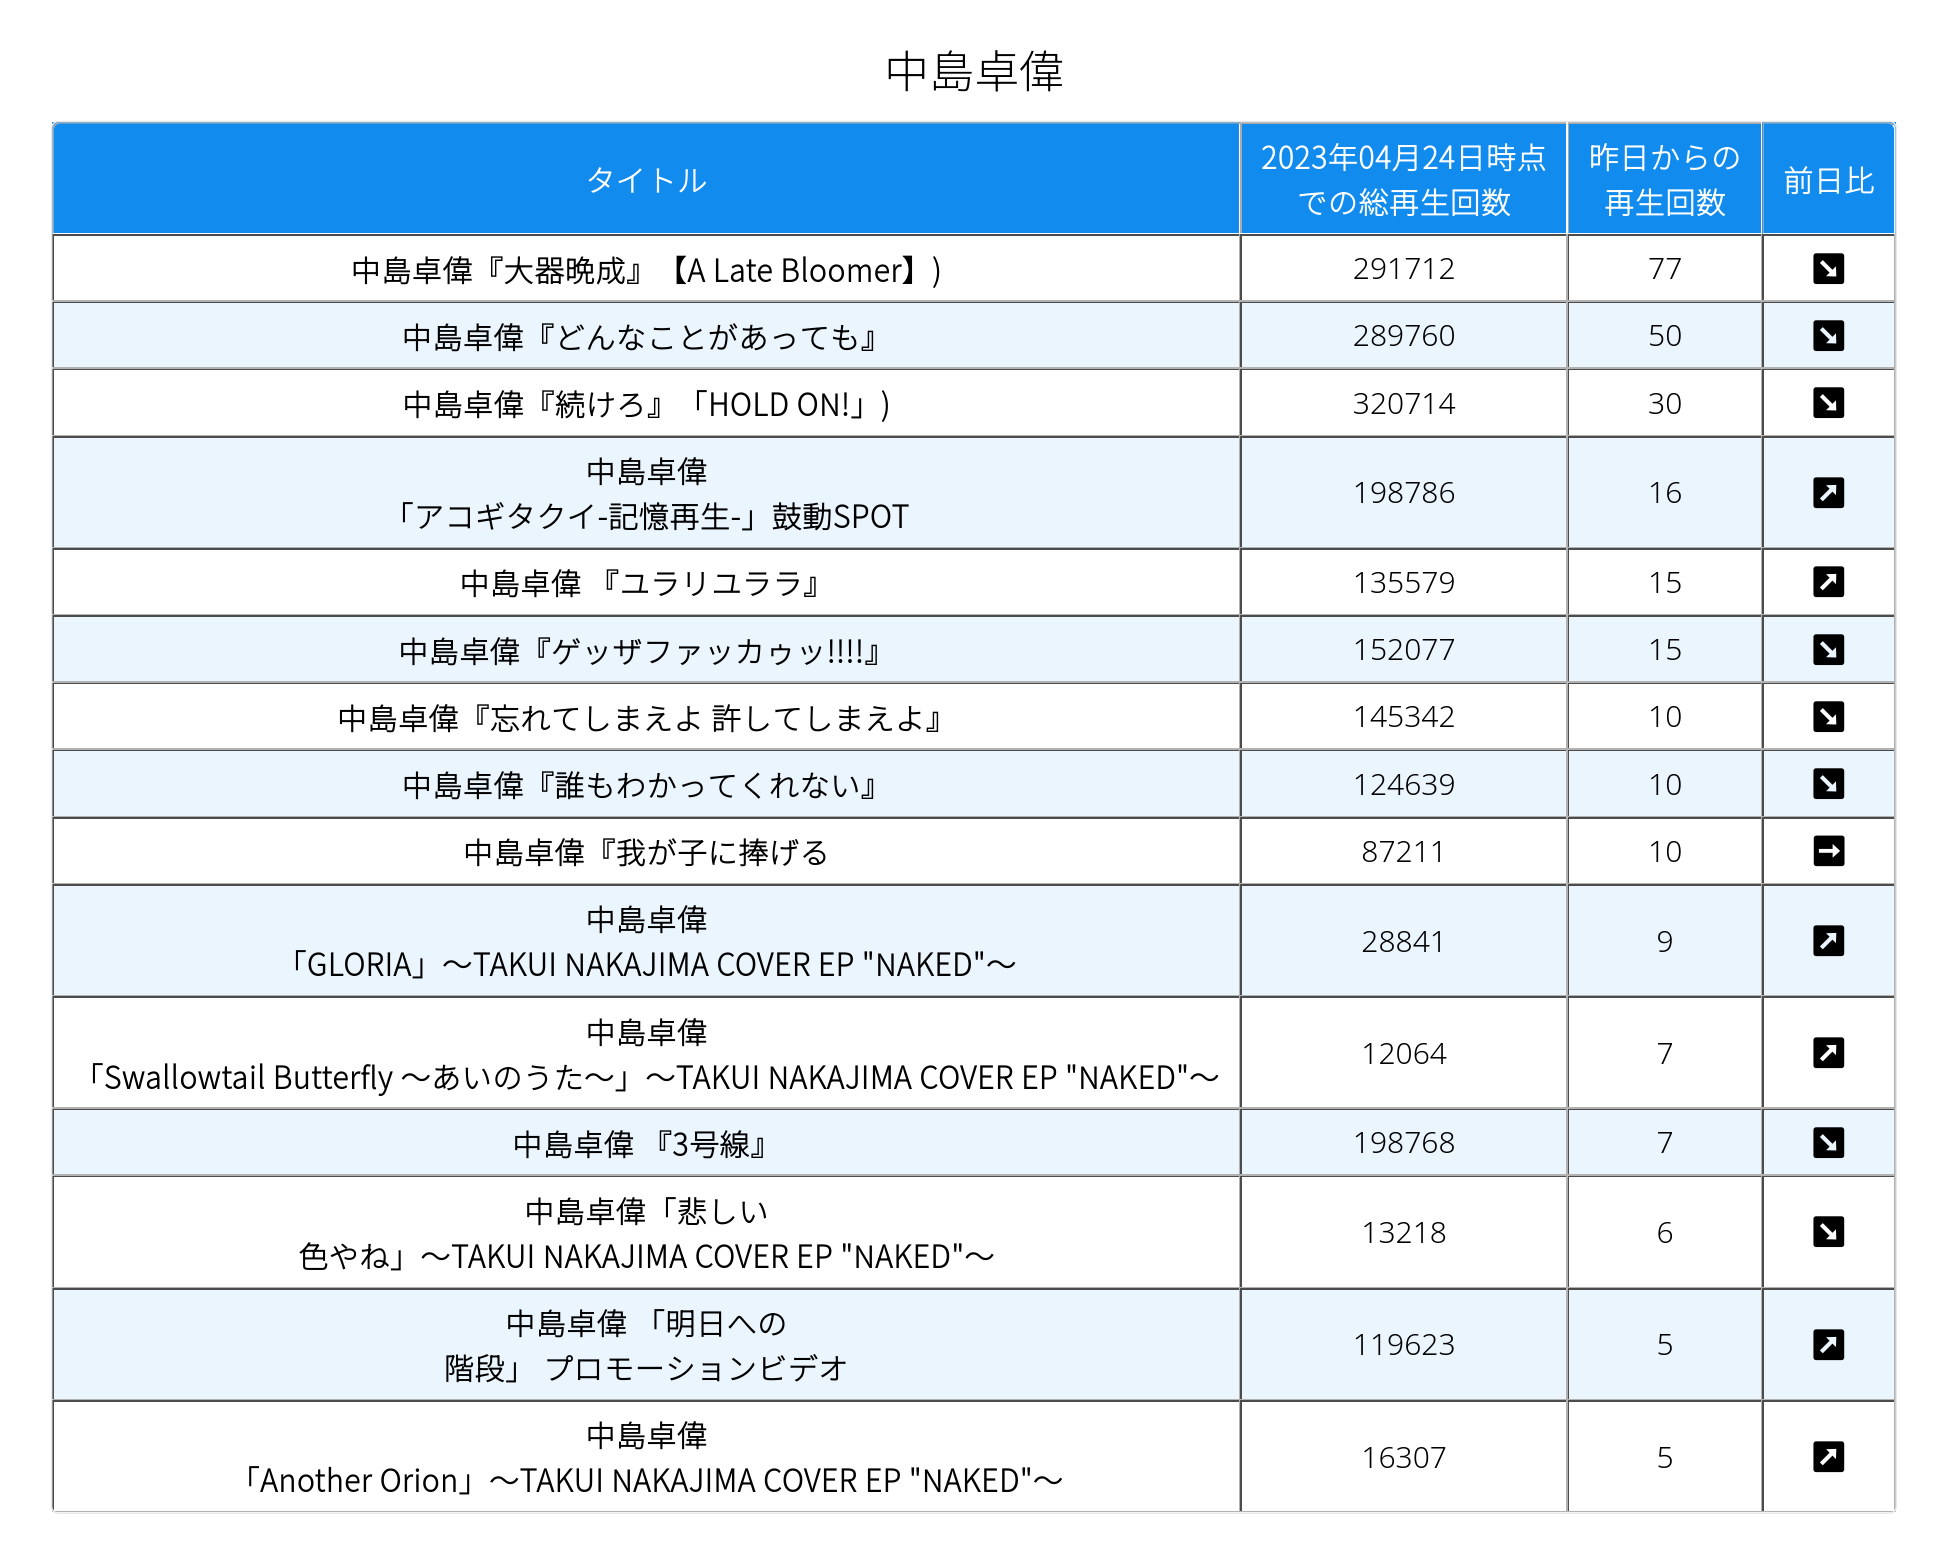 中島卓偉
タイトル
2023年04月24日時点
での総再生回数
昨日からの
再生回数
前日比
中島卓偉『大器晩成』【A Late Bloomer】)
291712
77
中島卓偉『どんなことがあっても』
289760
50
中島卓偉『続けろ』「HOLD ON!」)
320714
30
中島卓偉
「アコギタクイ-記憶再生-」鼓動SPOT
198786
16
中島卓偉 『ユラリユララ』
135579
15
中島卓偉『ゲッザファッカゥッ!!!!』
152077
15
中島卓偉『忘れてしまえよ 許してしまえよ』
145342
10
中島卓偉『誰もわかってくれない』
124639
10
中島卓偉『我が子に捧げる
87211
10
中島卓偉
「GLORIA」～TAKUI NAKAJIMA COVER EP "NAKED"～
28841
9
中島卓偉
「Swallowtail Butterfly ～あいのうた～」～TAKUI NAKAJIMA COVER EP "NAKED"～
12064
7
中島卓偉 『3号線』
198768
7
中島卓偉「悲しい
色やね」～TAKUI NAKAJIMA COVER EP "NAKED"～
13218
6
中島卓偉 「明日への
階段」 プロモーションビデオ
119623
5
中島卓偉
「Another Orion」～TAKUI NAKAJIMA COVER EP "NAKED"～
16307
5